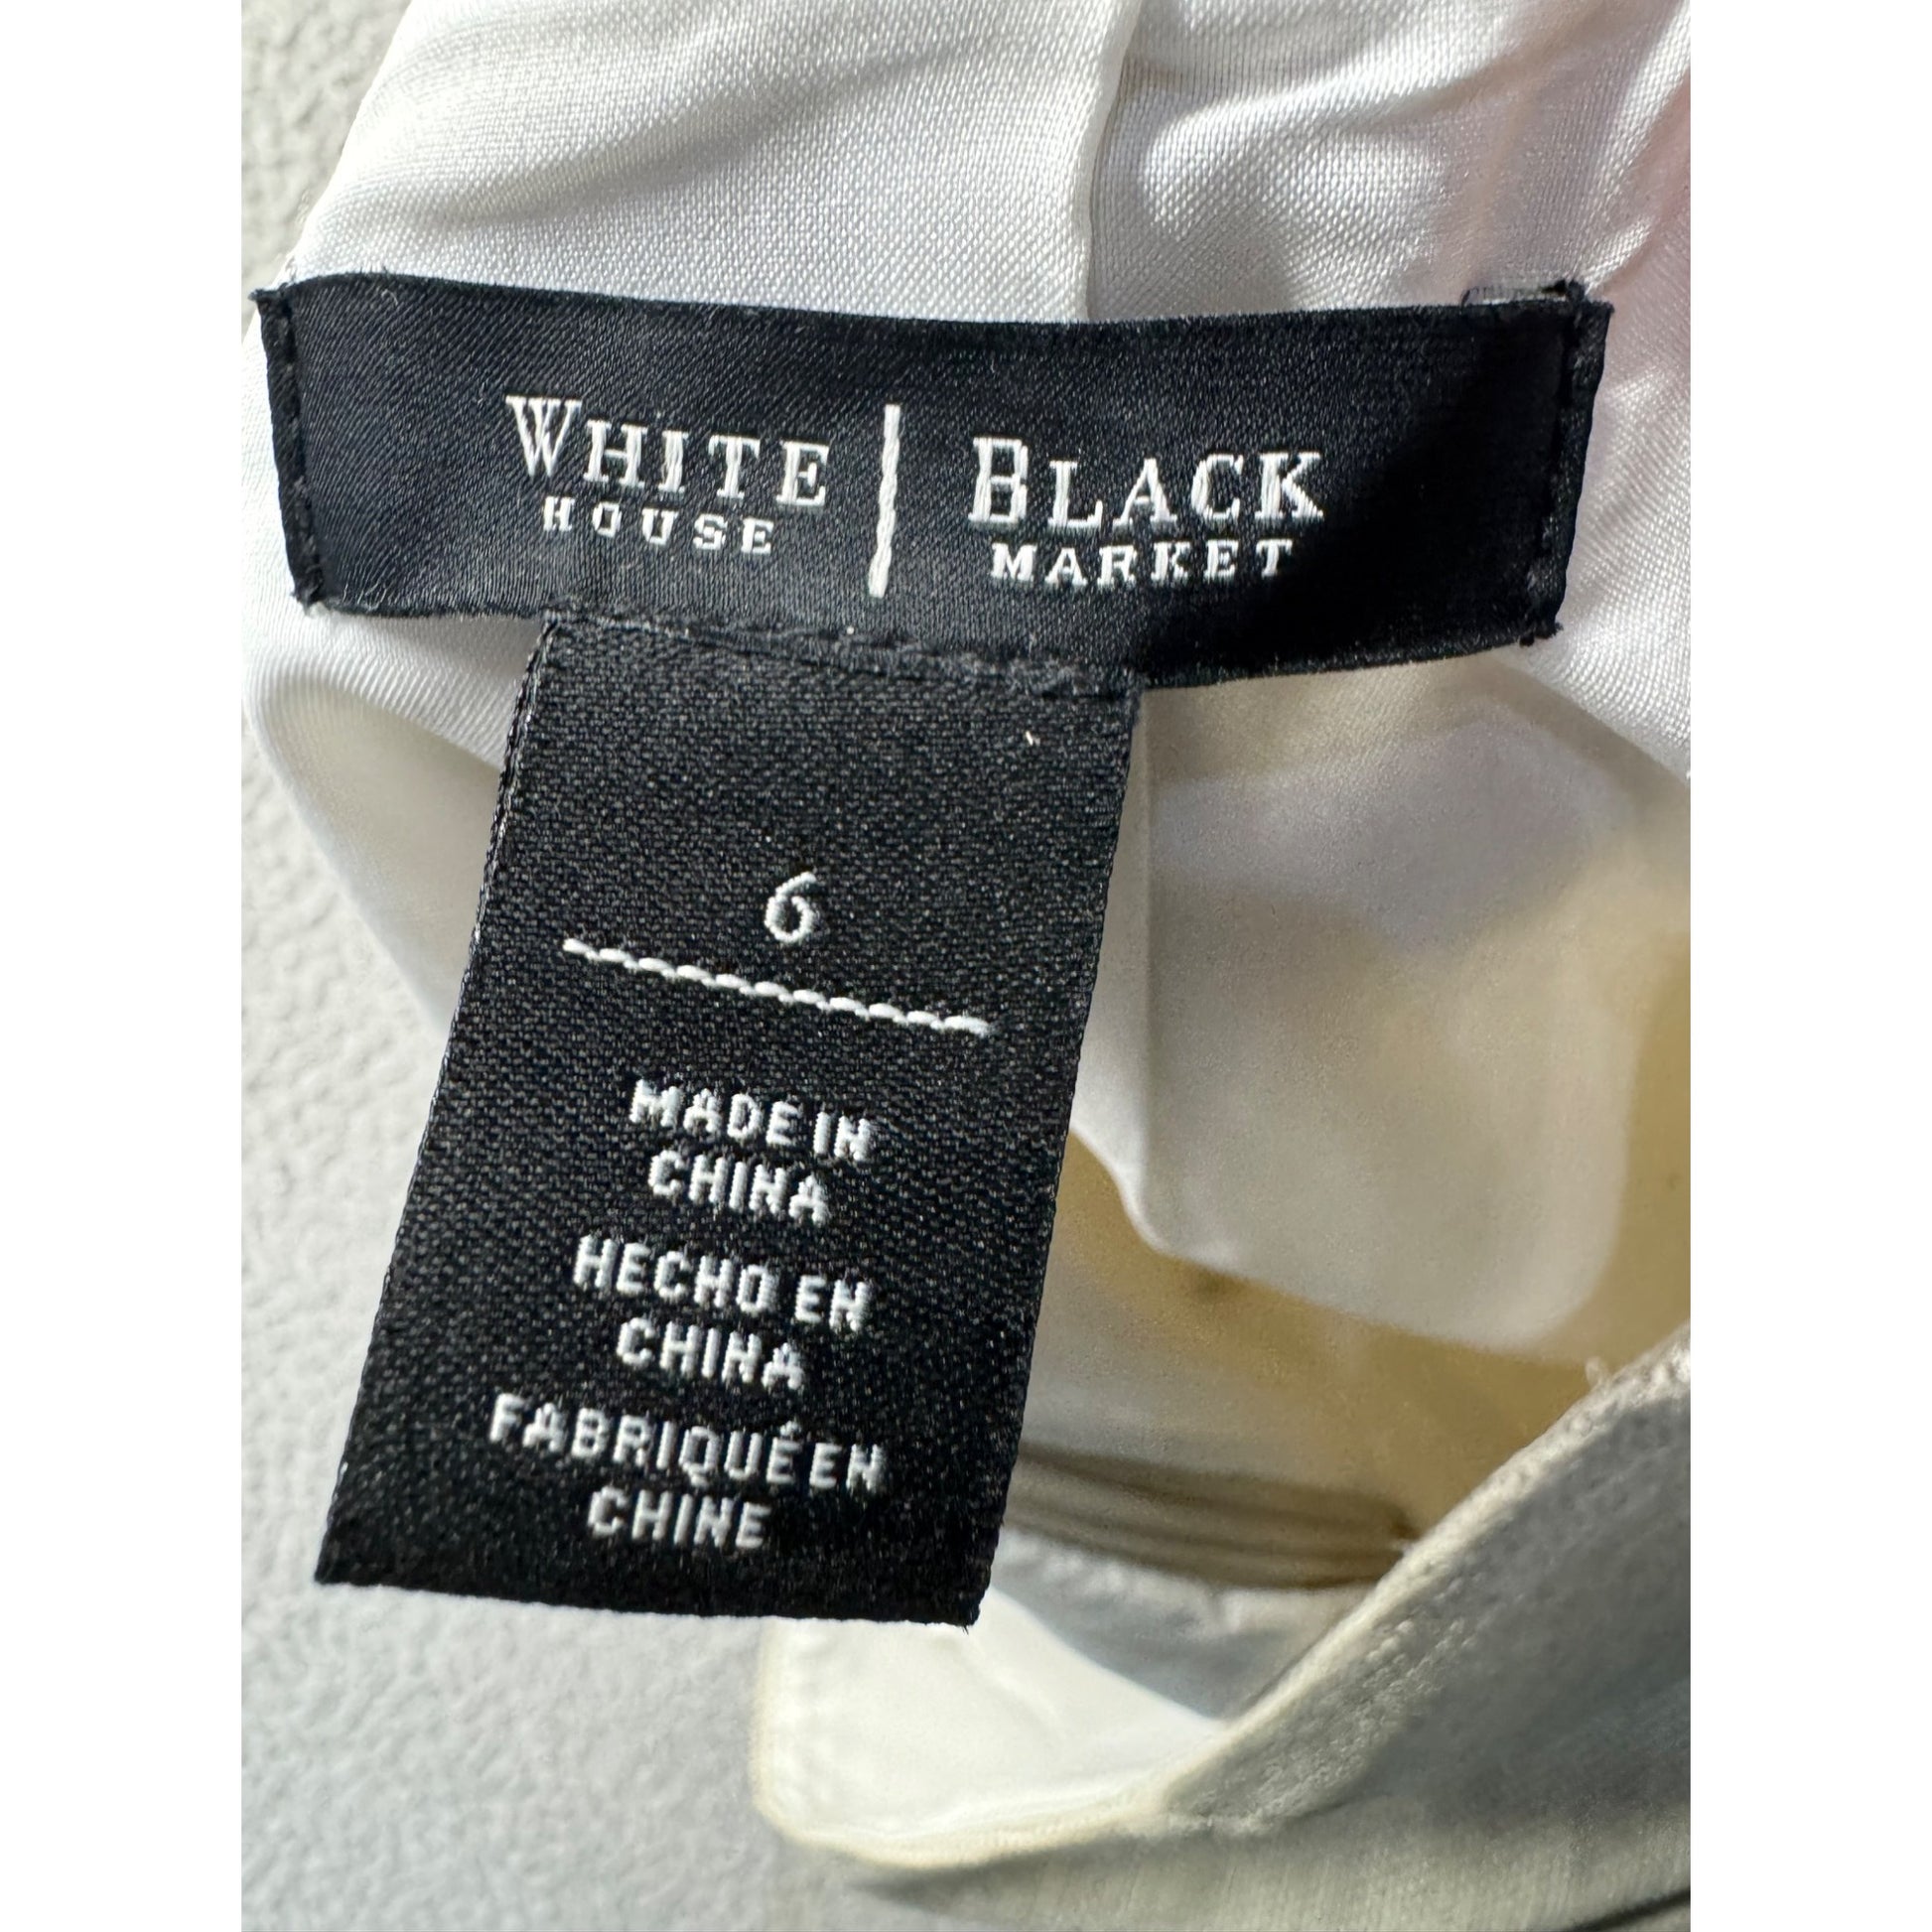 WHITE | BLACK
HOUSE MARKET
6
MADE IN
CHINA
HECHO EN
CHINA
FABRIQUÉ EN
CHINE